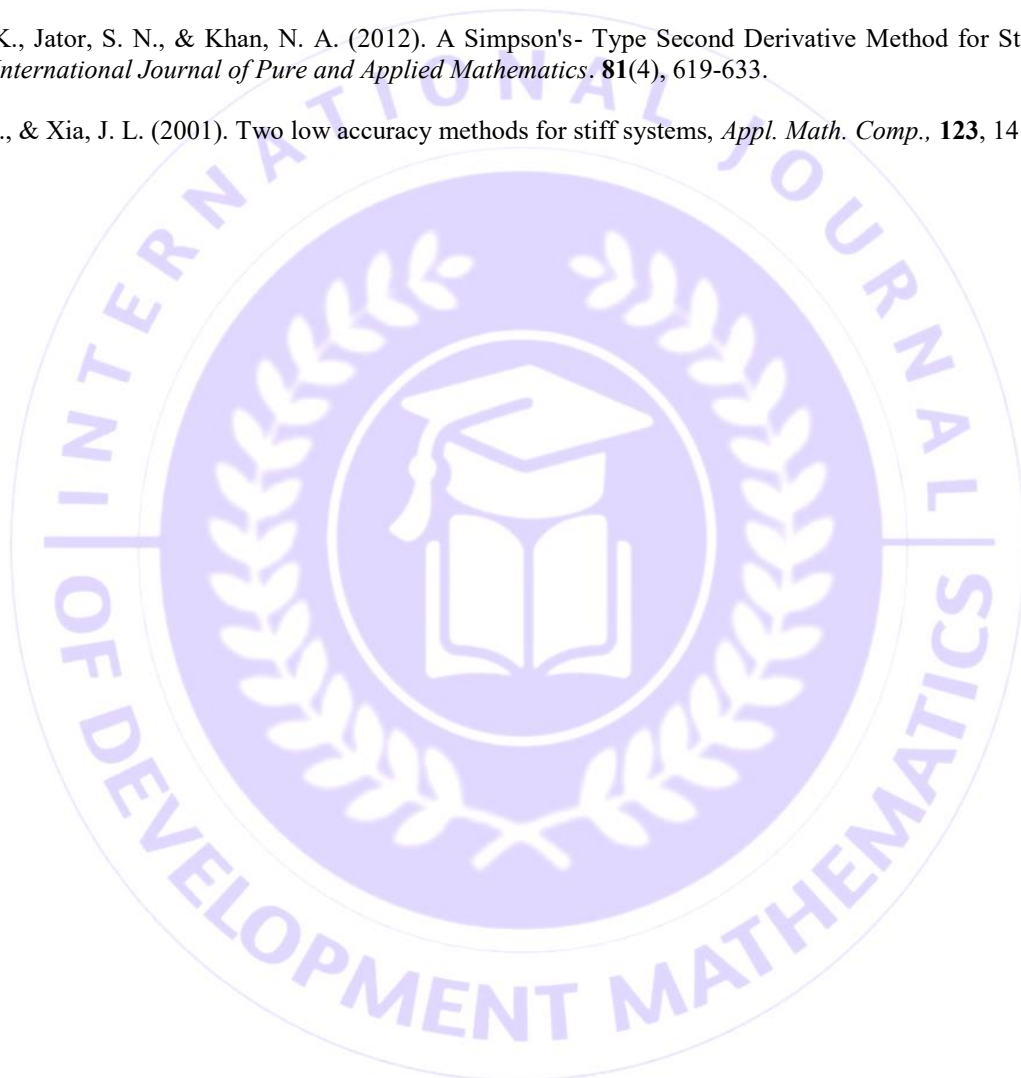 K., Jator, S. N., & Khan, N. A. (2012). A Simpson's- Type Second Derivative Method for St
International Journal of Pure and Applied Mathematics. 81(4), 619-633.
., & Xia, J. L. (2001). Two low accuracy methods for stiff systems, Appl. Math. Comp., 123, 14
INTERNATIONAL JOURNAL
OF DEVELOPMENT MATHEMATICS